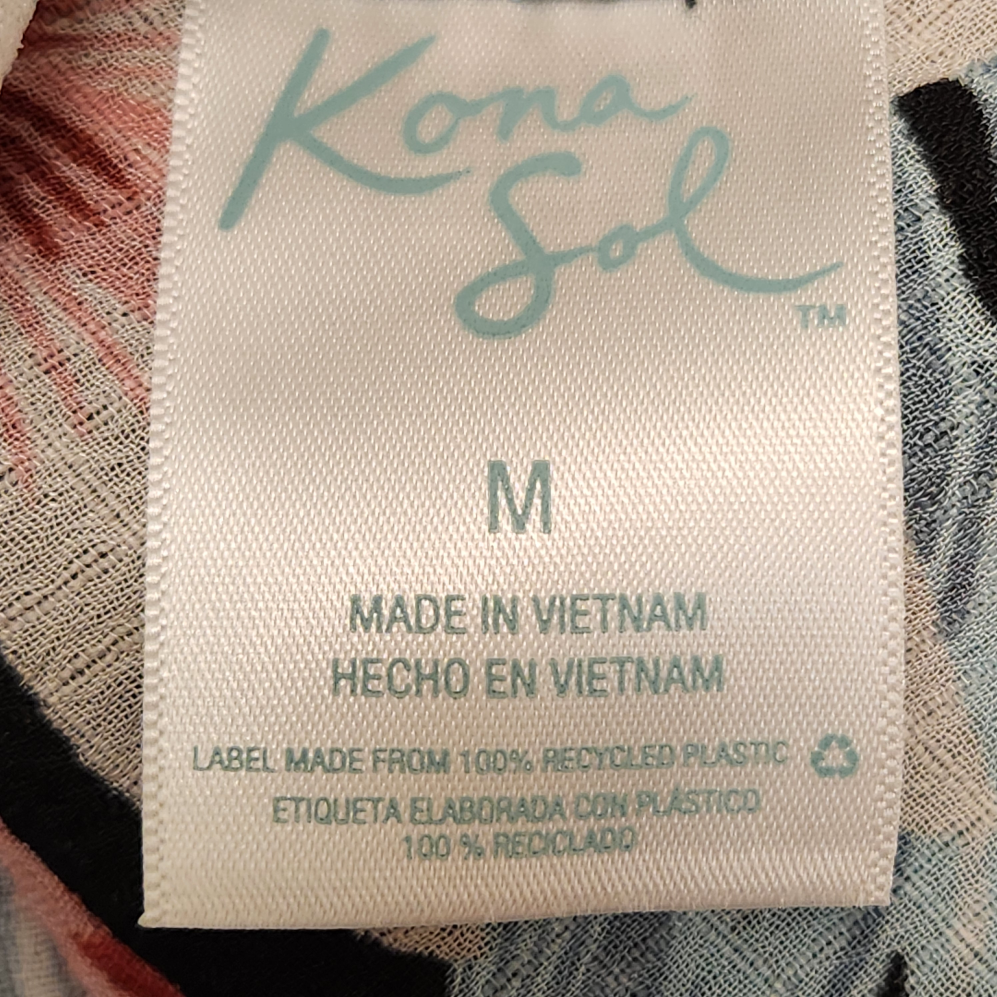 Kona
Sol
TM
M
MADE IN VIETNAM
HECHO EN VIETNAM
LABEL MADE FROM 100% RECYCLED PLASTIC
ETIQUETA ELABORADA CON PLÁSTICO
100 % RECICLADO